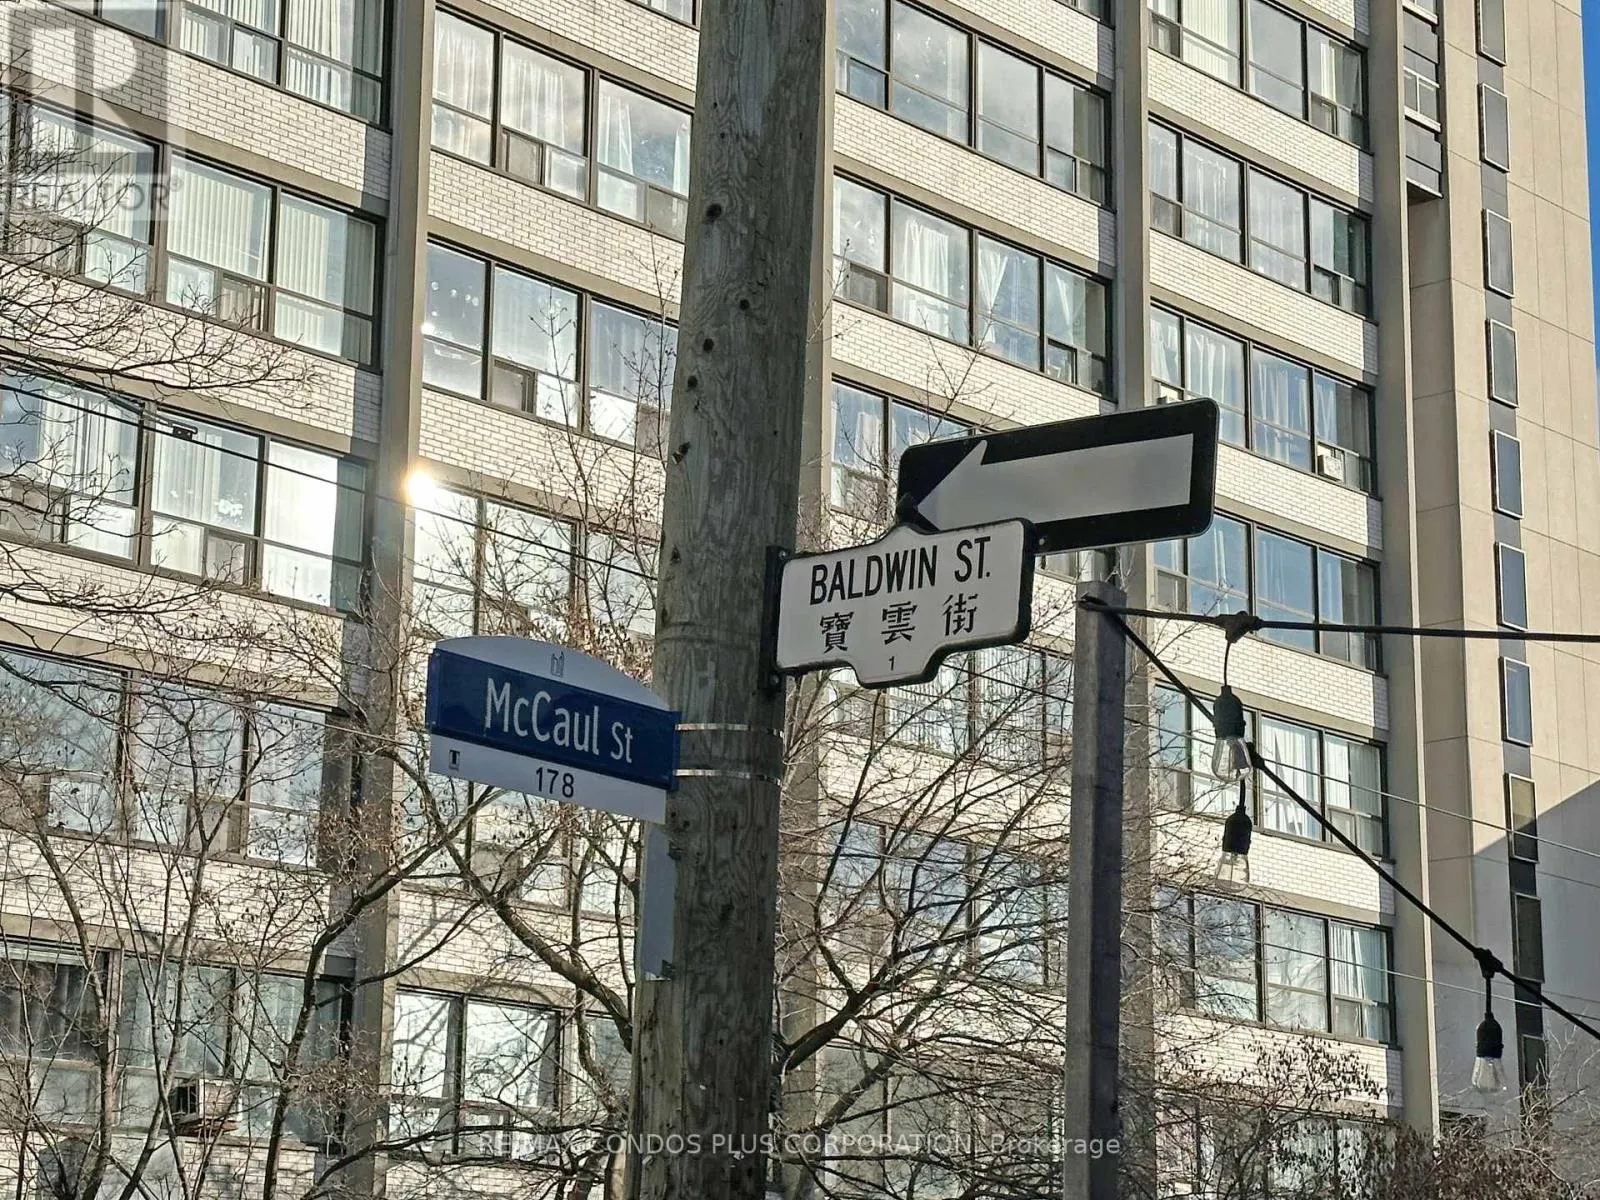 REALTOR®
BALDWIN ST.
寶雲街
1
McCaul St
178
RE/MAX CONDOS PLUS CORPORATION, Brokerage